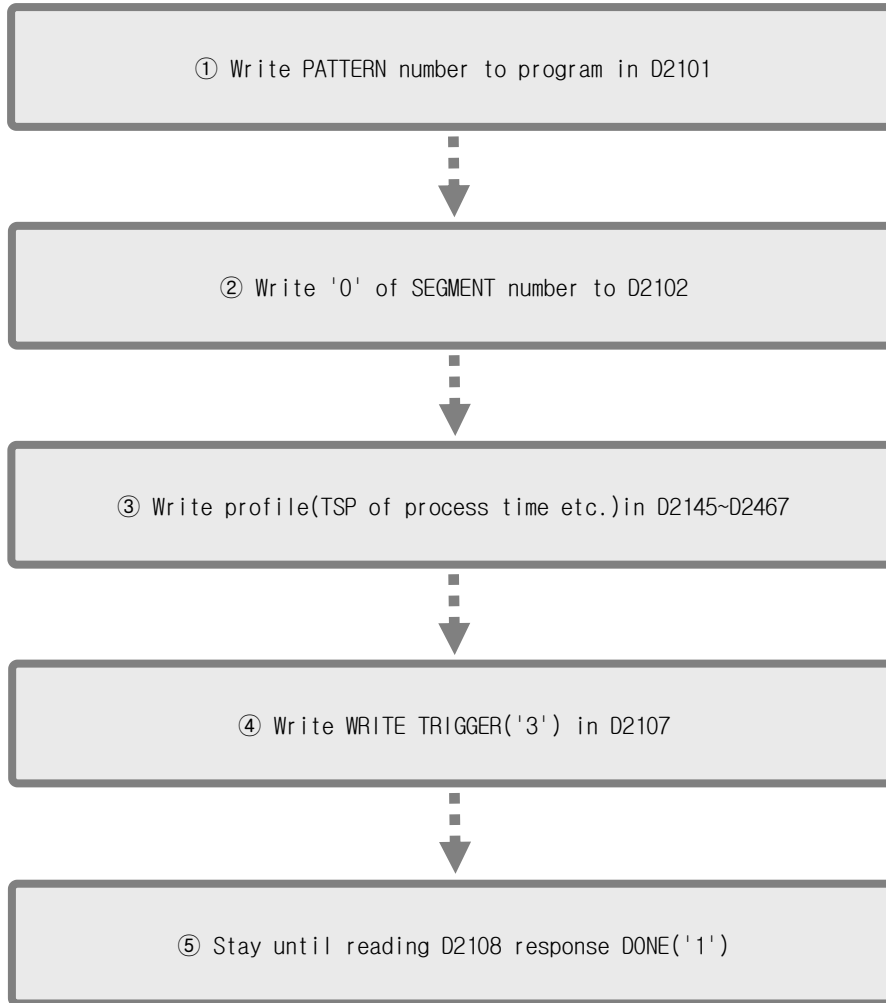 ① Write PATTERN number to program in D2101
② Write '0' of SEGMENT number to D2102
③ Write profile(TSP of process time etc.)in D2145~D2467
④ Write WRITE TRIGGER('3') in D2107
⑤ Stay until reading D2108 response DONE('1')